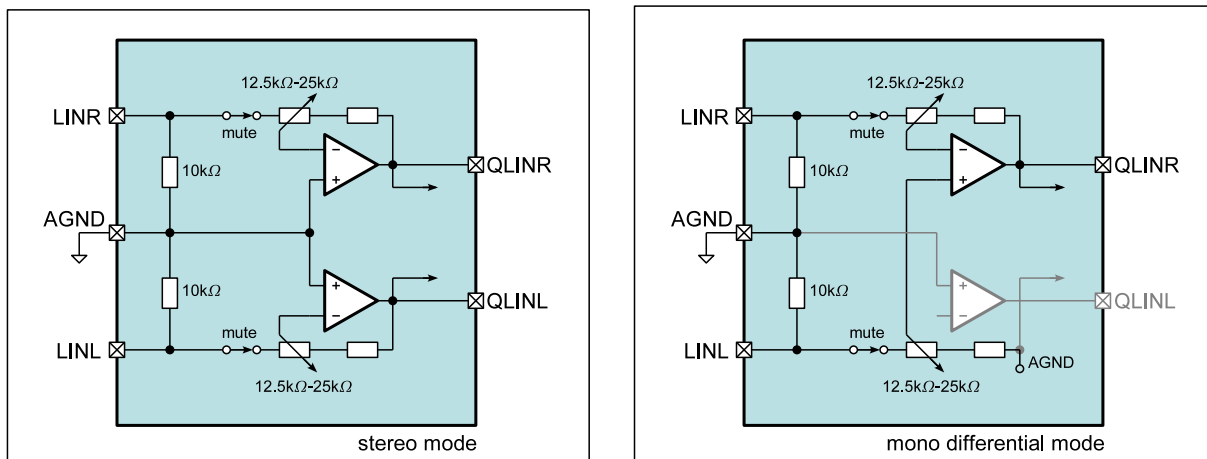 12.5kΩ-25kΩ
LINR
mute
10kΩ
QLINR
AGND
10kΩ
QLINL
mute
LINL
12.5kΩ-25kΩ
stereo mode
12.5kΩ-25kΩ
LINR
mute
10kΩ
QLINR
AGND
10kΩ
QLINL
mute
LINL
AGND
12.5kΩ-25kΩ
mono differential mode